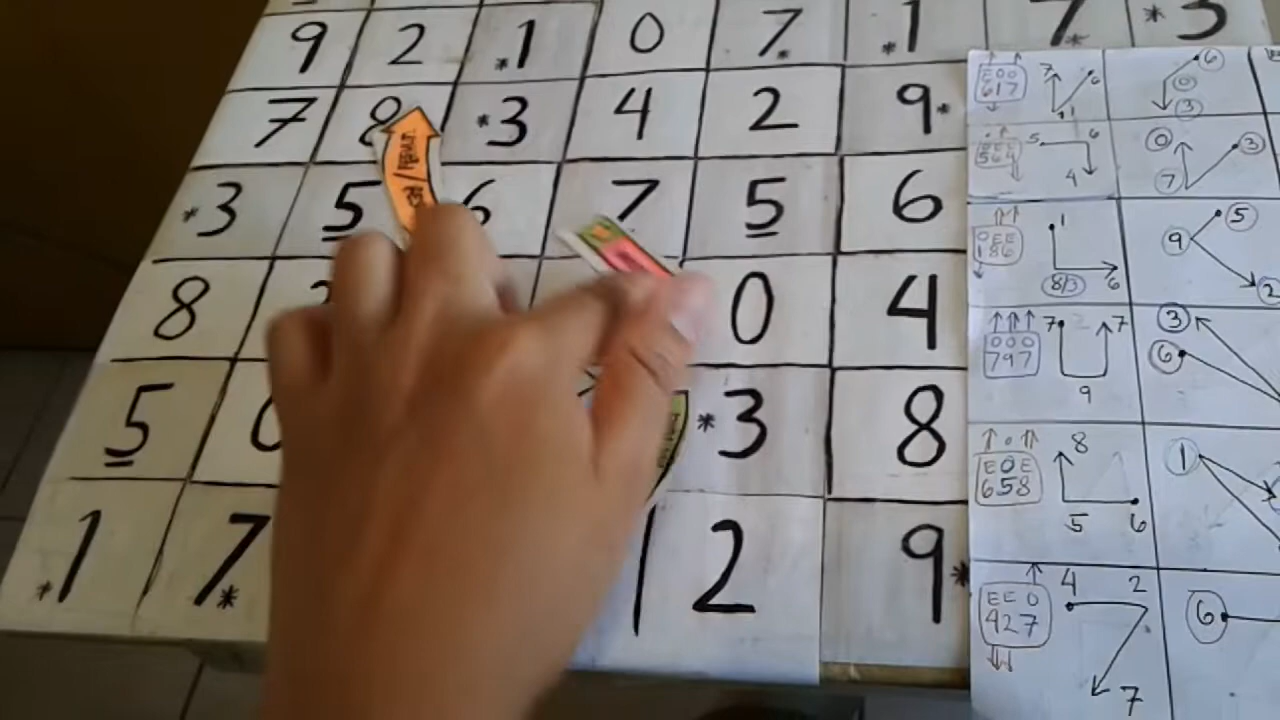 9 2 *1 0 7* *1 7* *3
7 8 *3 4 2 9*
*3 5 6 7 5 6
8 0 4
5 0 *3 8
*1 7* 2 9*
E00 7 6 6
617 1 0
3
EEE 5 6 0 3
564 4 7
0EE 1 5
186 8/3 6 9 2
000 7 7 3
797 9 6
E0E 8 1
658 5 6
EE0 4 2 6
427 7